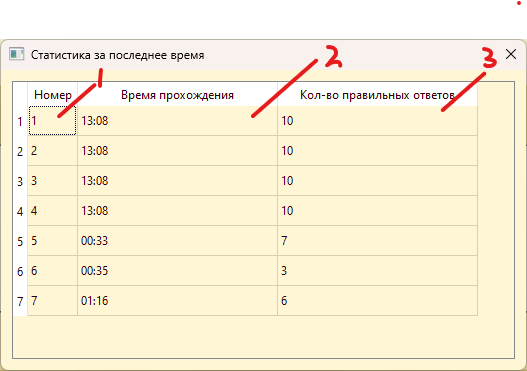 Статистика за последнее время
1 2 3
Номер Время прохождения Кол-во правильных ответов
1 1 13:08 10
2 2 13:08 10
3 3 13:08 10
4 4 13:08 10
5 5 00:33 7
6 6 00:35 3
7 7 01:16 6